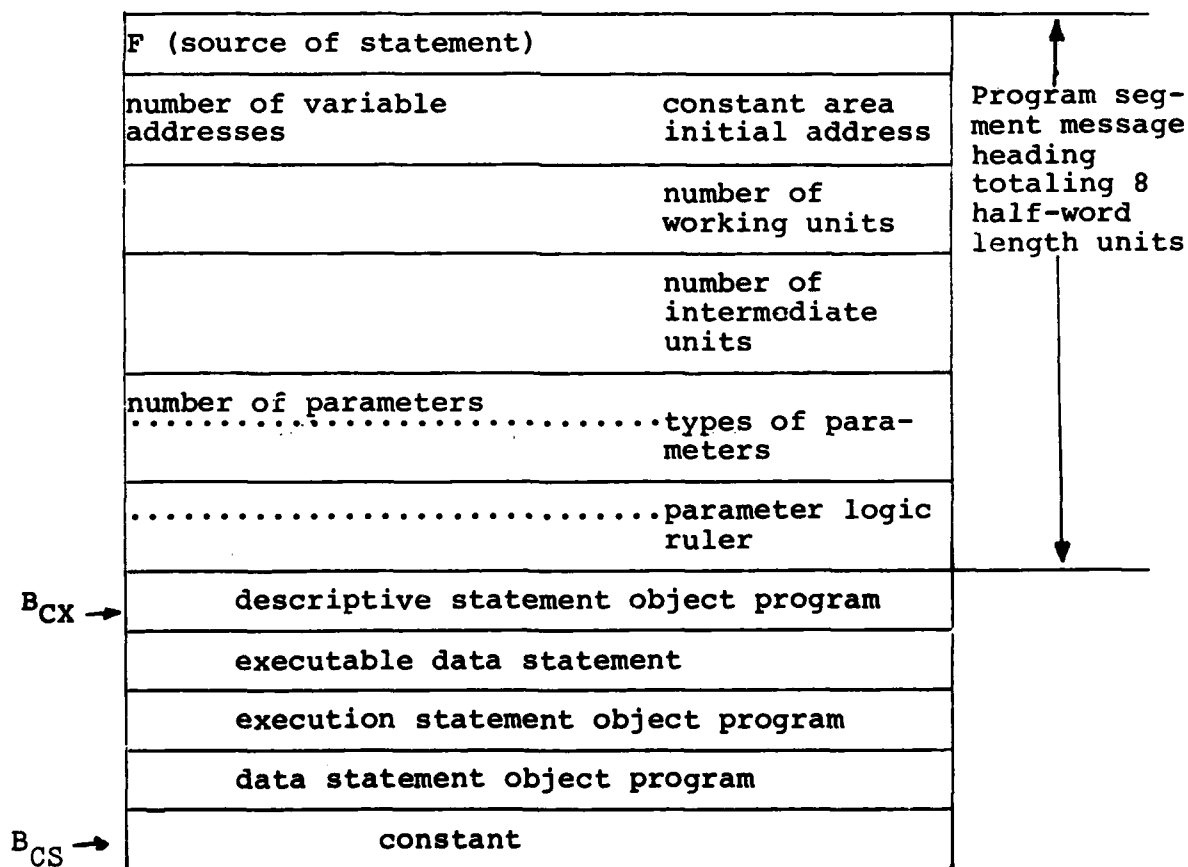 F (source of statement)
number of variable addresses
constant area initial address
number of working units
number of intermediate units
number of parameters
..............................types of para-
meters
..............................parameter logic
ruler
Program seg-
ment message
heading
totaling 8
half-word
length units
BCX → descriptive statement object program
executable data statement
execution statement object program
data statement object program
BCS → constant